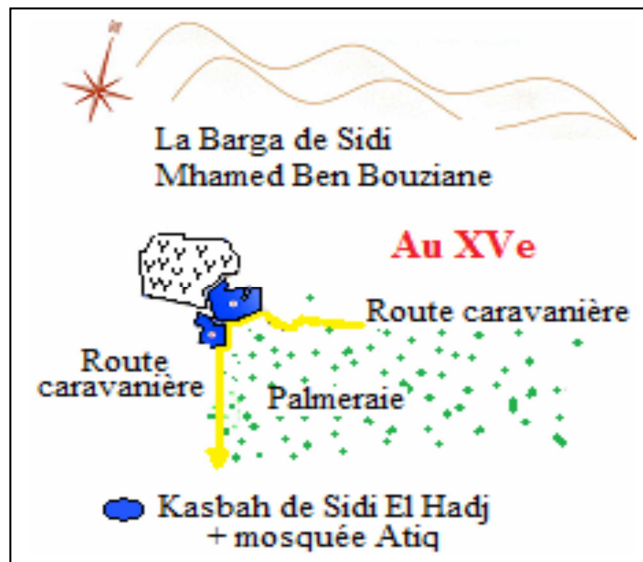 La Barga de Sidi
Mhamed Ben Bouziane
Au XVe
Route caravanière
Route
caravanière
Palmeraie
Kasbah de Sidi El Hadj
+ mosquée Atiq